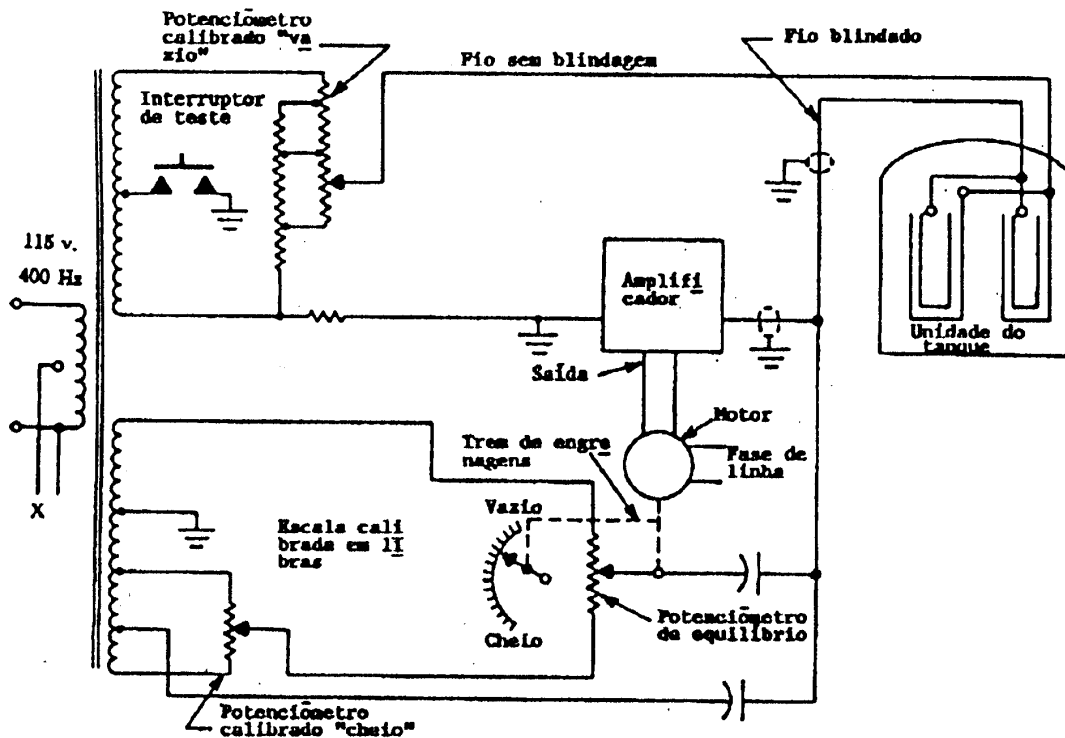 Potenciômetro
calibrado "va
zio"
Fio blindado
Fio sem blindagem
Interruptor
de teste
115 v.
400 Hz
Amplifi
cador
Unidade do
tanque
Saída
Motor
Trem de engre
nagens
Fase de
linha
X
Vazio
Escala cali
brada em li
bras
Cheio
Potenciômetro
de equilíbrio
Potenciômetro
calibrado "cheio"